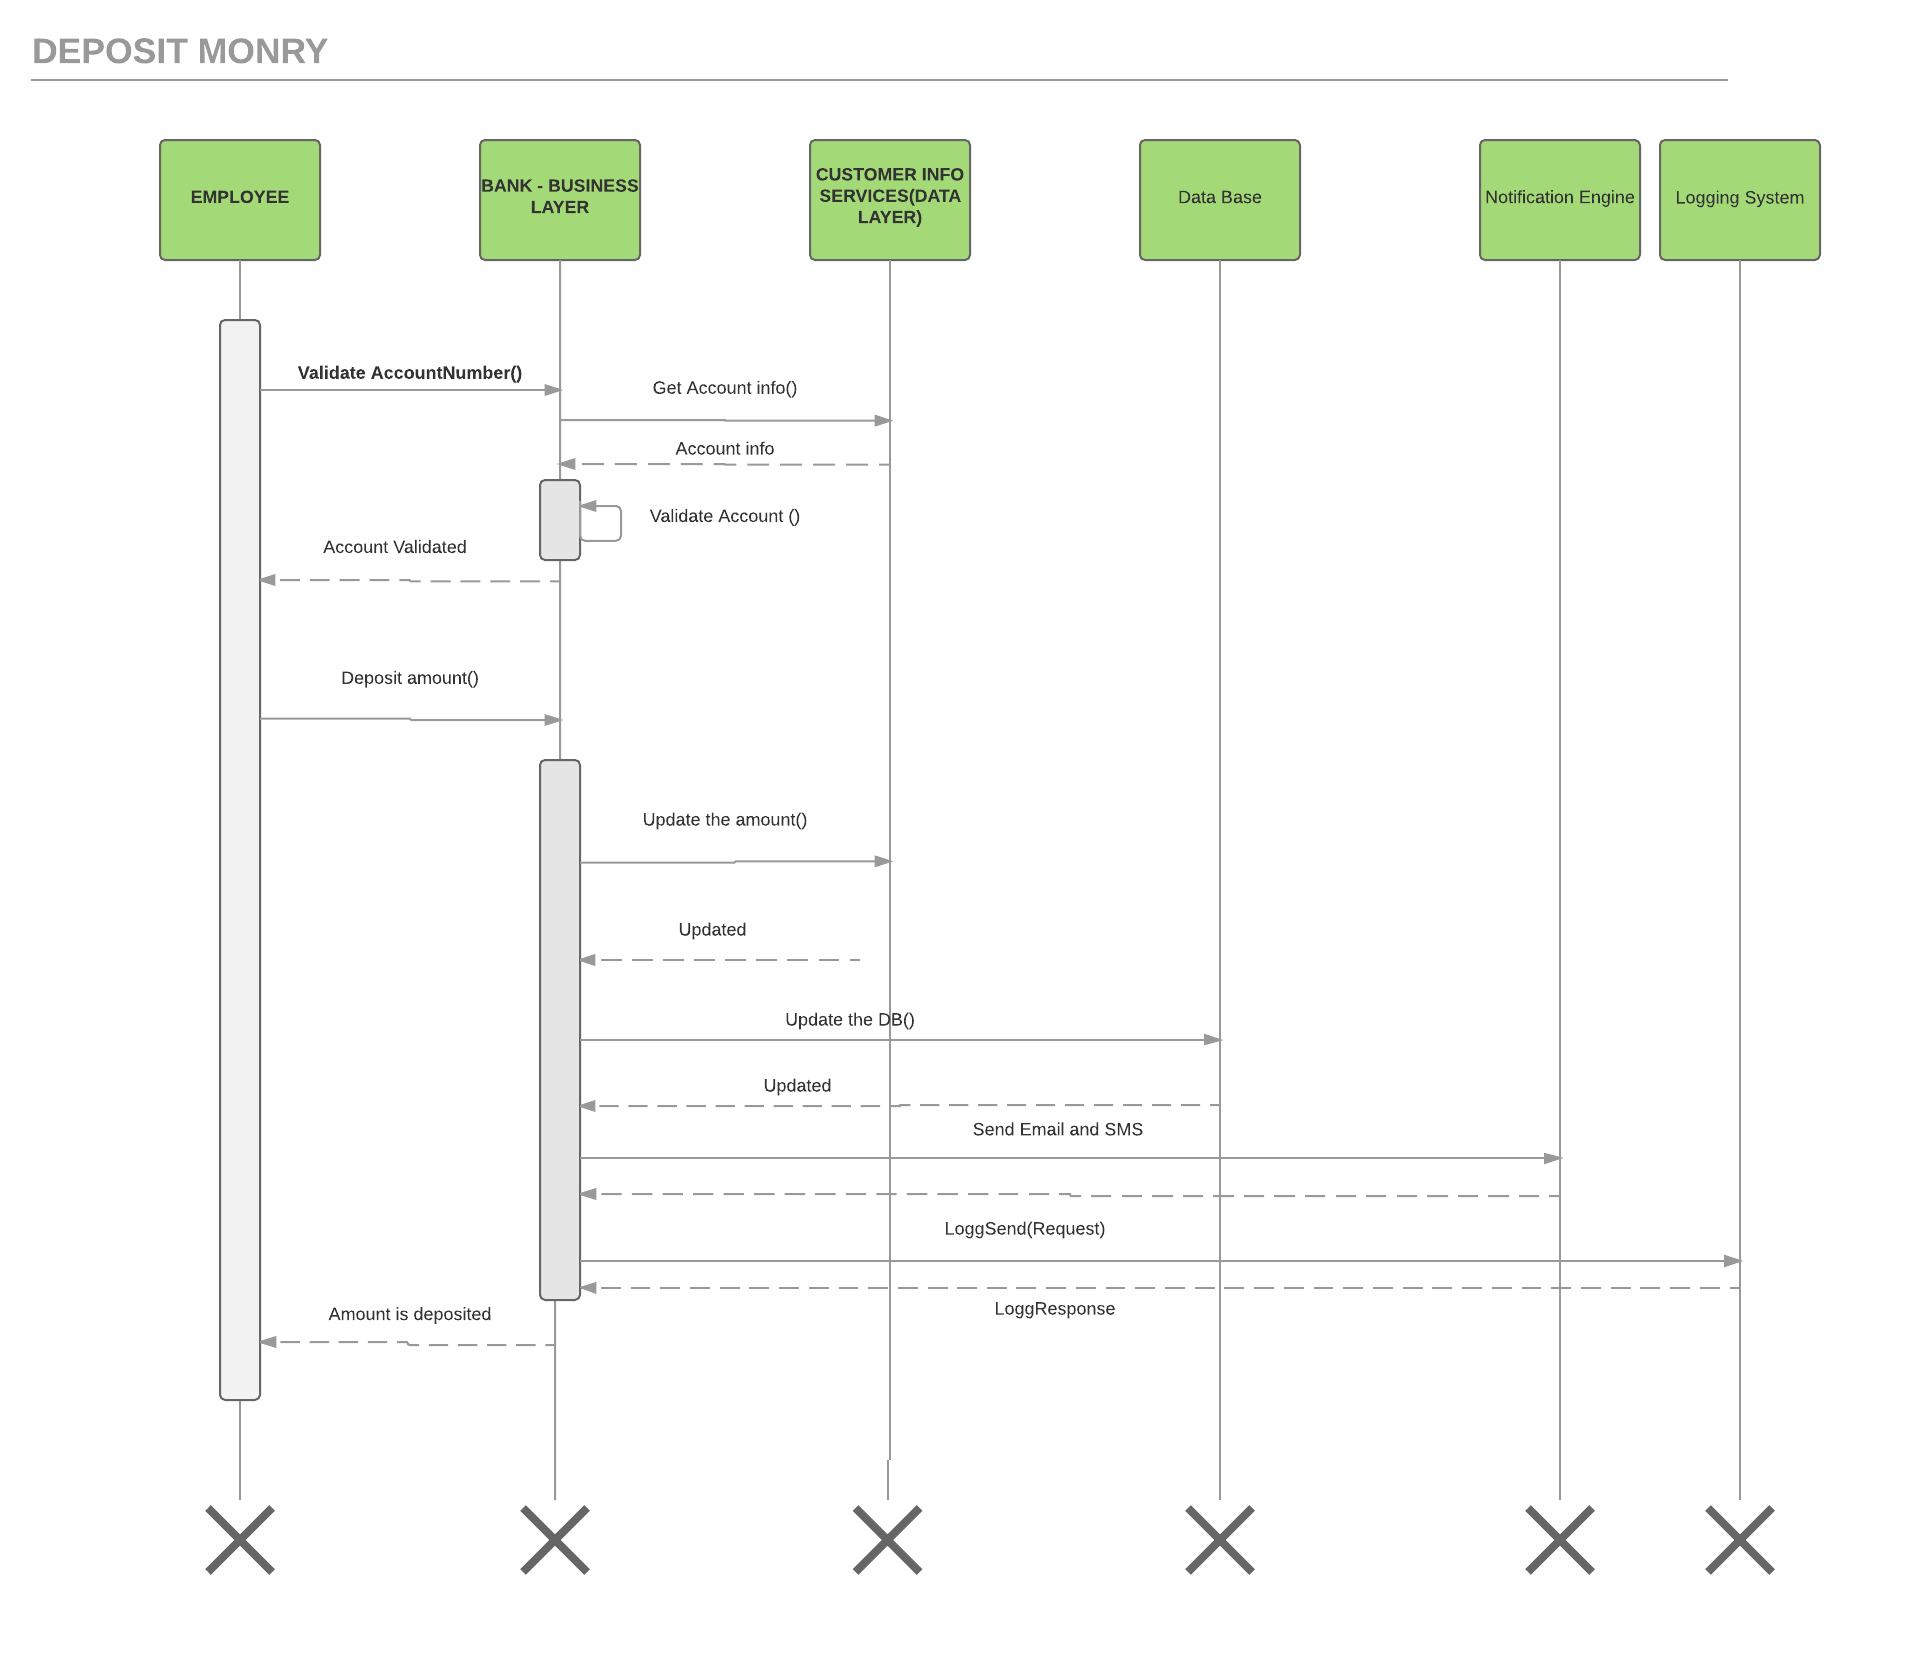 DEPOSIT MONRY
EMPLOYEE
BANK - BUSINESS
LAYER
CUSTOMER INFO
SERVICES(DATA
LAYER)
Data Base
Notification Engine
Logging System
Validate AccountNumber()
Get Account info()
Account info
Validate Account ()
Account Validated
Deposit amount()
Update the amount()
Updated
Update the DB()
Updated
Send Email and SMS
LoggSend(Request)
LoggResponse
Amount is deposited